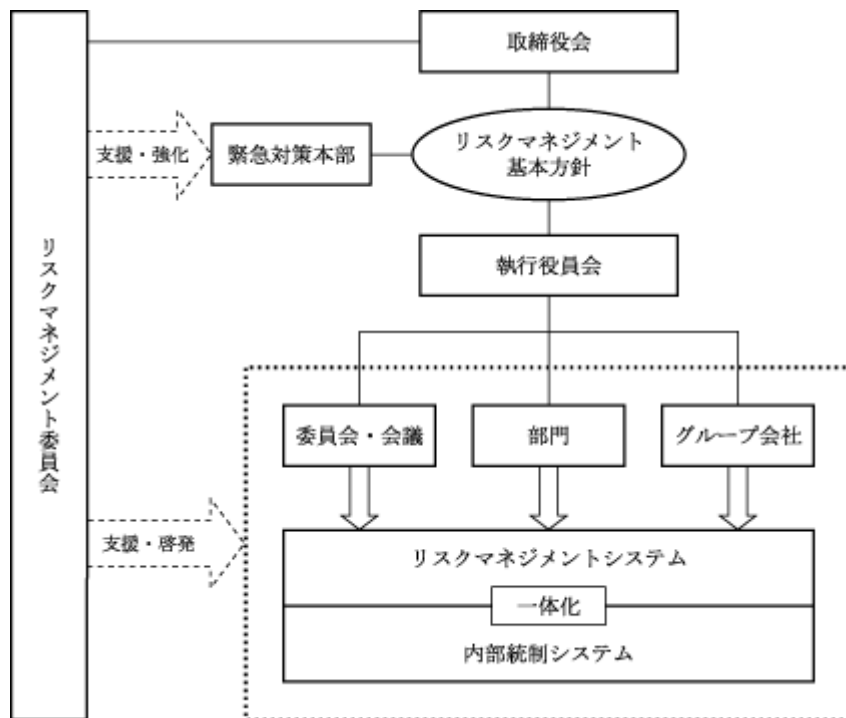 取締役会
支援・強化
緊急対策本部
リスクマネジメント
基本方針
執行役員会
リスクマネジメント委員会
委員会・会議
部門
グループ会社
支援・啓発
リスクマネジメントシステム
一体化
内部統制システム